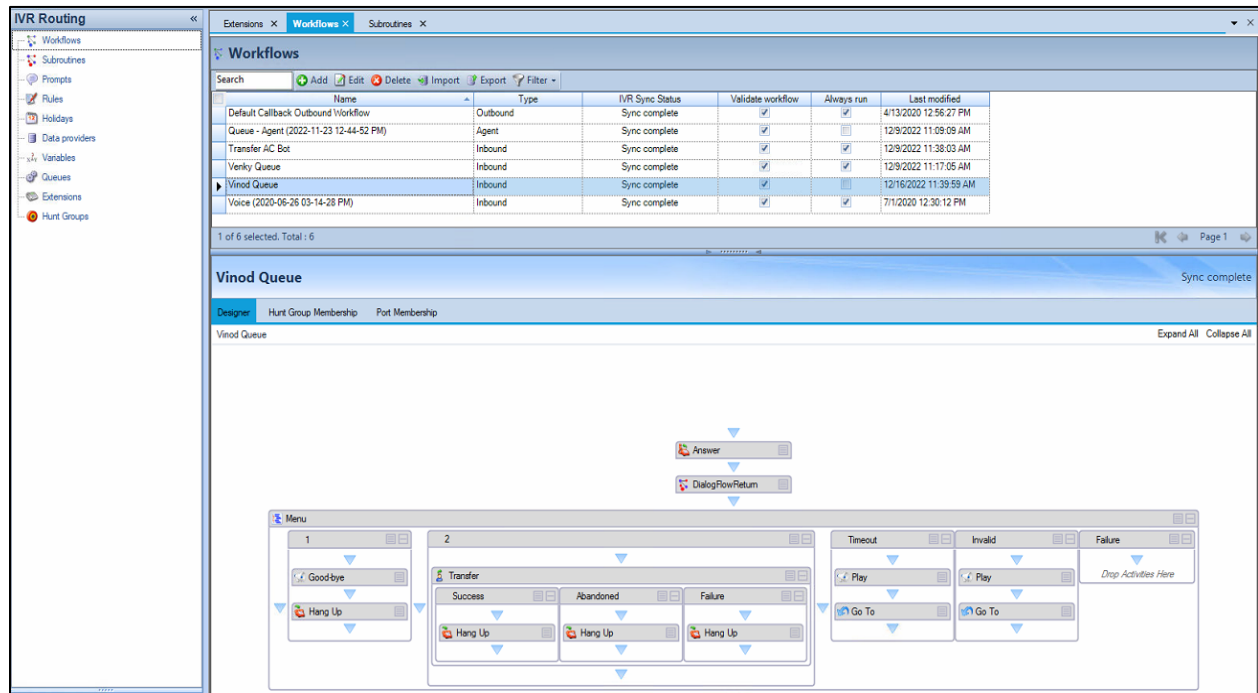 IVR Routing «
Workflows
Subroutines
Prompts
Rules
Holidays
Data providers
Variables
Queues
Extensions
Hunt Groups
Extensions X Workflows X Subroutines X
Workflows
Search Add Edit Delete Import Export Filter
Name Type IVR Sync Status Validate workflow Always run Last modified
Default Callback Outbound Workflow Outbound Sync complete 4/13/2020 12:56:27 PM
Queue - Agent (2022-11-23 12-44-52 PM) Agent Sync complete 12/9/2022 11:09:09 AM
Transfer AC Bot Inbound Sync complete 12/9/2022 11:38:03 AM
Venky Queue Inbound Sync complete 12/9/2022 11:17:05 AM
Vinod Queue Inbound Sync complete 12/16/2022 11:39:59 AM
Voice (2020-06-26 03-14-28 PM) Inbound Sync complete 7/1/2020 12:30:12 PM
1 of 6 selected. Total : 6 Page 1
Vinod Queue Sync complete
Designer Hunt Group Membership Port Membership
Vinod Queue Expand All Collapse All
Answer
DialogFlowReturn
Menu
1 2 Timeout Invalid Failure
Good-bye Transfer Play Play Drop Activities Here
Success Abandoned Failure
Hang Up Go To Go To
Hang Up Hang Up Hang Up